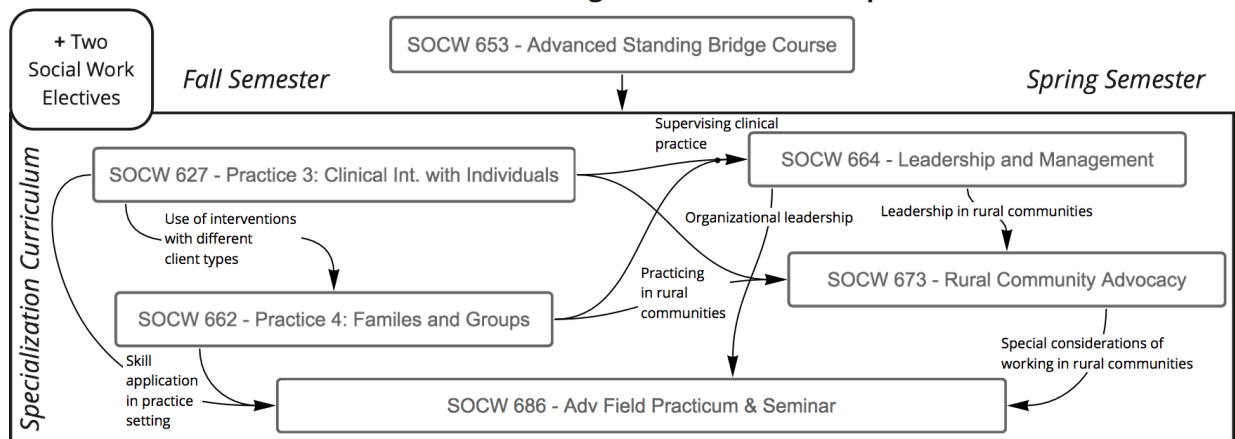 SOCW 653 - Advanced Standing Bridge Course
+ Two
Social Work
Electives
Fall Semester
Spring Semester
Specialization Curriculum
Supervising clinical
practice
SOCW 664 - Leadership and Management
SOCW 627 - Practice 3: Clinical Int. with Individuals
Use of interventions
with different
client types
Organizational leadership
Leadership in rural communities
Practicing
in rural
communities
SOCW 673 - Rural Community Advocacy
SOCW 662 - Practice 4: Familes and Groups
Special considerations of
working in rural communities
Skill
application
in practice
setting
SOCW 686 - Adv Field Practicum & Seminar